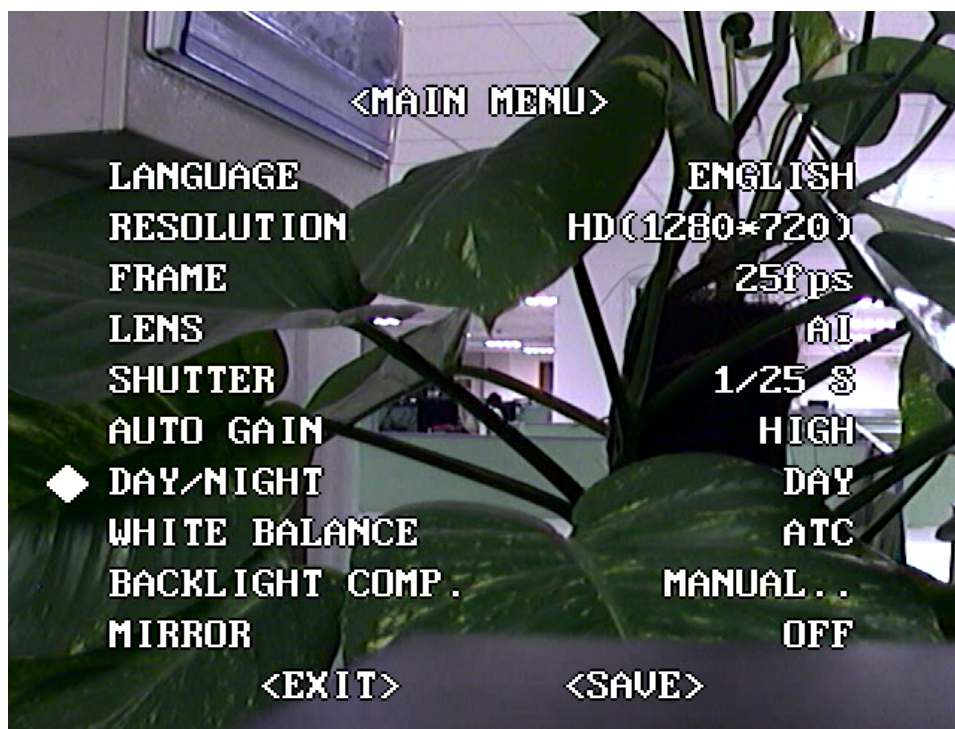 <MAIN MENU>
LANGUAGE ENGLISH
RESOLUTION HD(1280*720)
FRAME 25fps
LENS AI
SHUTTER 1/25 S
AUTO GAIN HIGH
DAY/NIGHT DAY
WHITE BALANCE ATC
BACKLIGHT COMP. MANUAL..
MIRROR OFF
<EXIT> <SAVE>